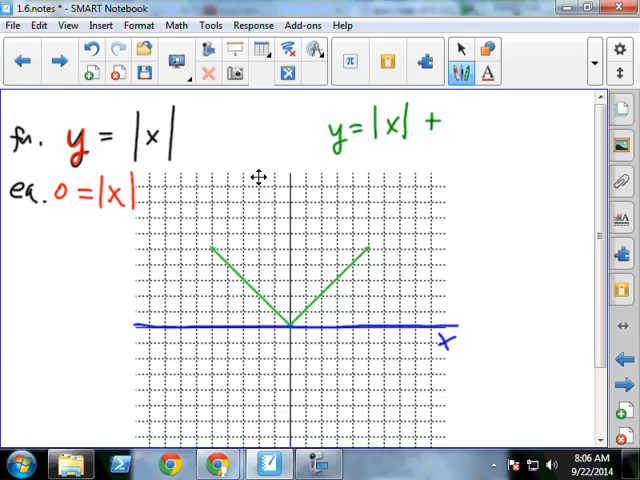 1.6.notes * - SMART Notebook
File Edit View Insert Format Math Tools Response Add-ons Help
π A
fn. y = |x|
y = |x| +
ea. 0 = |x|
x
8:06 AM
9/22/2014